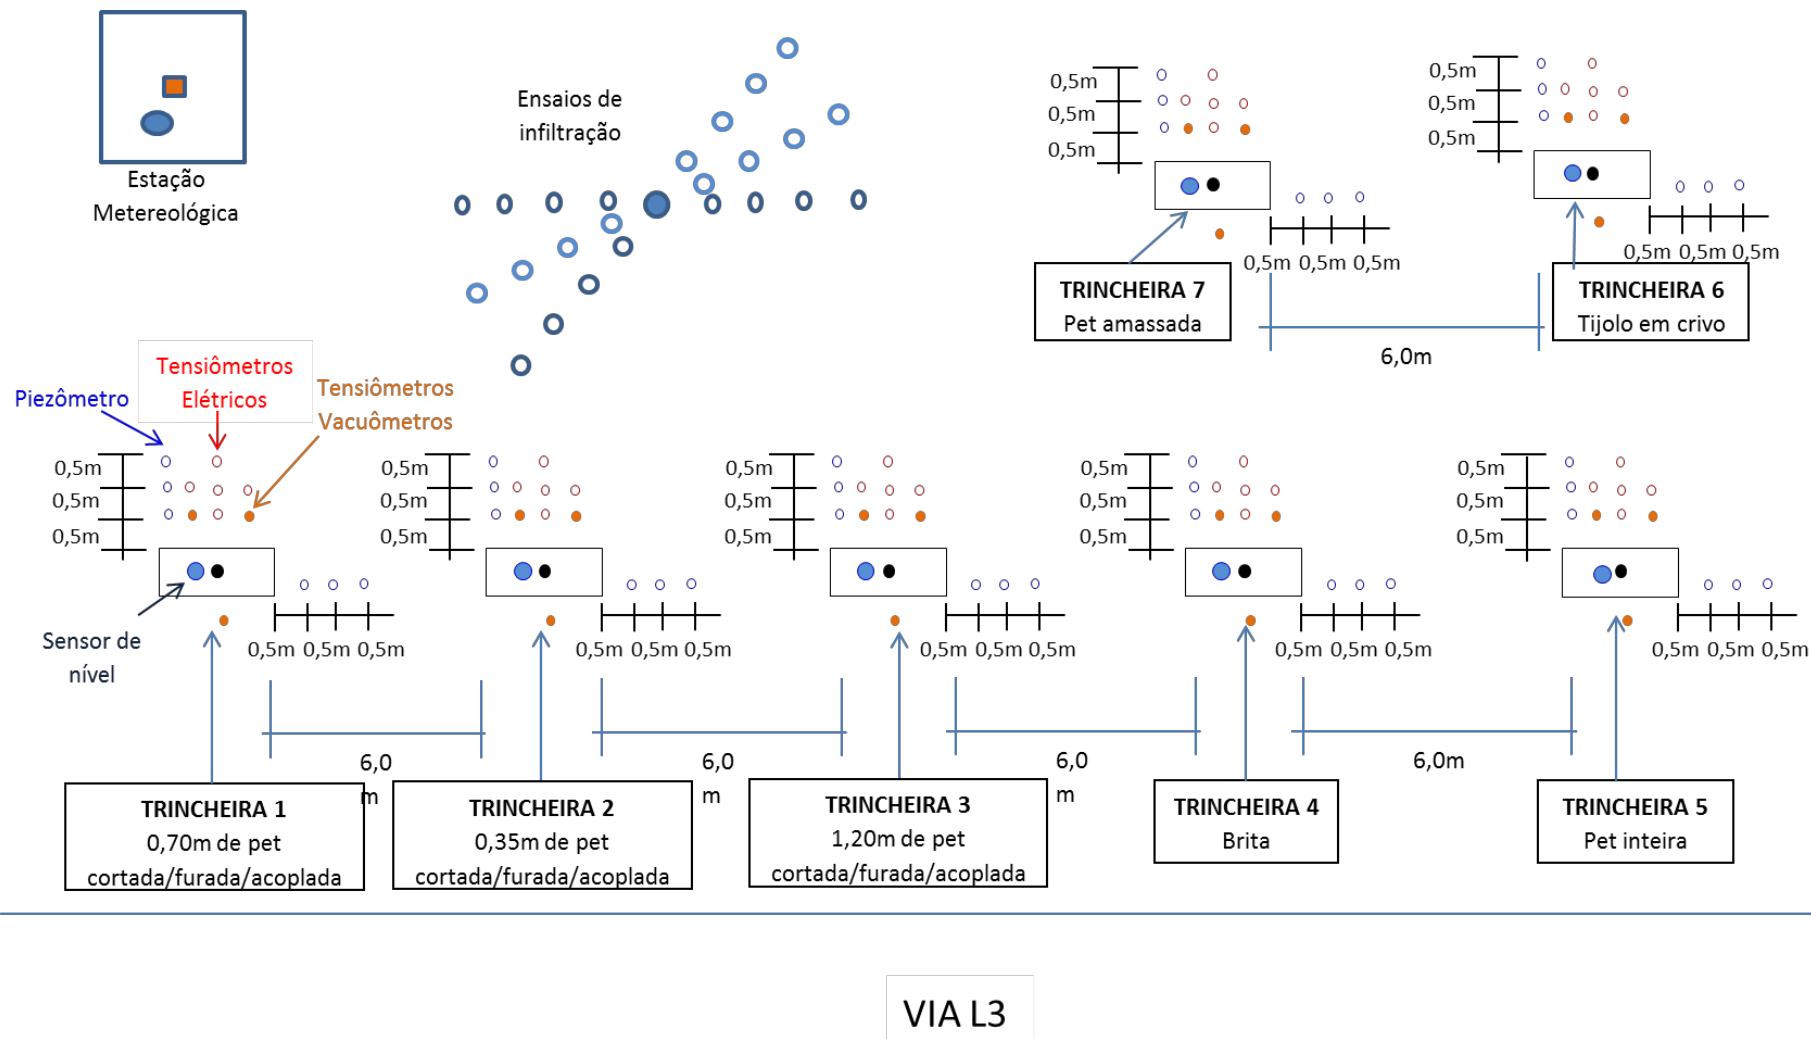 Estação
Metereológica
Ensaios de
infiltração
0,5m
0,5m
0,5m
0,5m 0,5m 0,5m
TRINCHEIRA 7
Pet amassada
0,5m
0,5m
0,5m
0,5m 0,5m 0,5m
TRINCHEIRA 6
Tijolo em crivo
6,0m
Piezômetro
Tensiômetros
Elétricos
Tensiômetros
Vacuômetros
0,5m
0,5m
0,5m
0,5m 0,5m 0,5m
Sensor de
nível
0,5m
0,5m
0,5m
0,5m 0,5m 0,5m
0,5m
0,5m
0,5m
0,5m 0,5m 0,5m
0,5m
0,5m
0,5m
0,5m 0,5m 0,5m
0,5m
0,5m
0,5m
0,5m 0,5m 0,5m
6,0
m
6,0
m
6,0
m
6,0m
TRINCHEIRA 1
0,70m de pet
cortada/furada/acoplada
TRINCHEIRA 2
0,35m de pet
cortada/furada/acoplada
TRINCHEIRA 3
1,20m de pet
cortada/furada/acoplada
TRINCHEIRA 4
Brita
TRINCHEIRA 5
Pet inteira
VIA L3